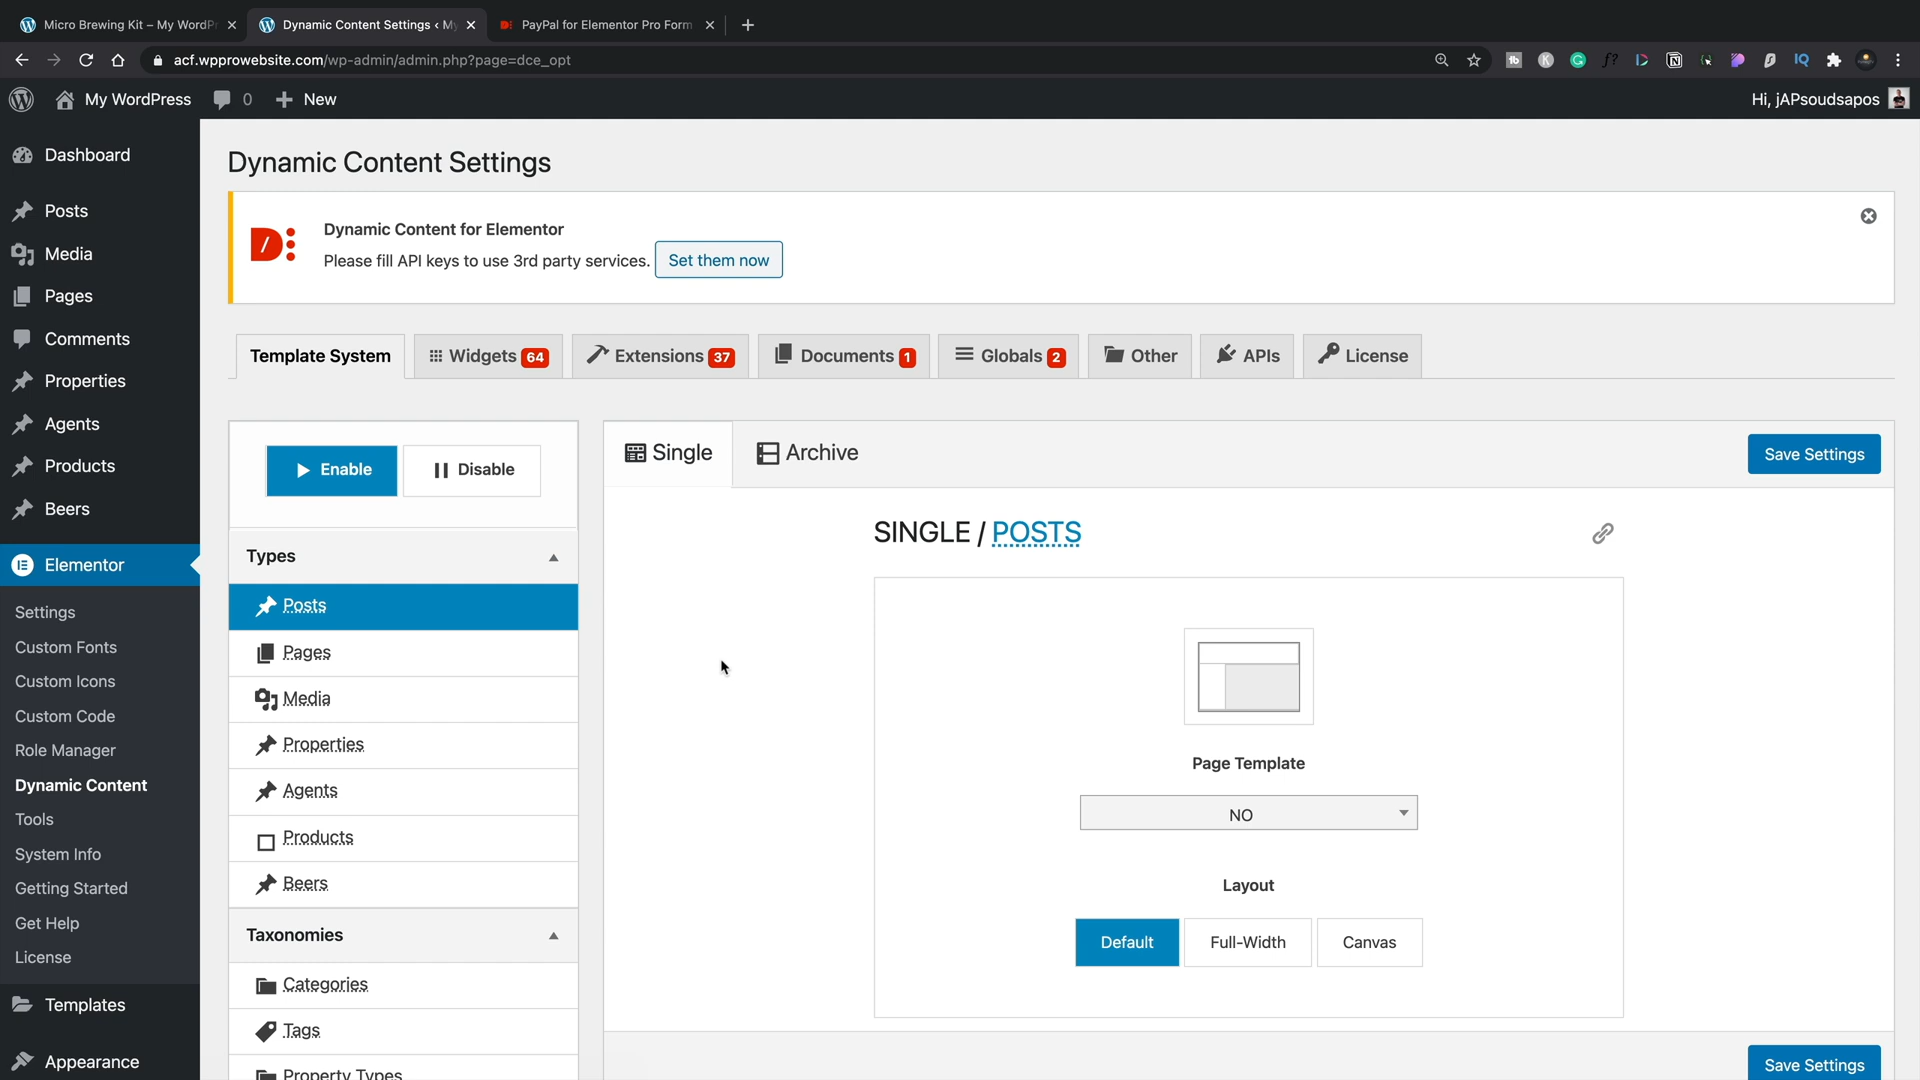 Micro Brewing Kit – My WordPr
Dynamic Content Settings ‹ My
PayPal for Elementor Pro Form
acf.wpprowebsite.com/wp-admin/admin.php?page=dce_opt
My WordPress
0
New
Hi, jAPsoudsapos
Dashboard
Posts
Media
Pages
Comments
Properties
Agents
Products
Beers
Elementor
Settings
Custom Fonts
Custom Icons
Custom Code
Role Manager
Dynamic Content
Tools
System Info
Getting Started
Get Help
License
Templates
Appearance
Dynamic Content Settings
Dynamic Content for Elementor
Please fill API keys to use 3rd party services. Set them now
Template System
Widgets 64
Extensions 37
Documents 1
Globals 2
Other
APIs
License
Enable
Disable
Types
Posts
Pages
Media
Properties
Agents
Products
Beers
Taxonomies
Categories
Tags
Property Types
Single
Archive
Save Settings
SINGLE / POSTS
Page Template
NO
Layout
Default
Full-Width
Canvas
Save Settings